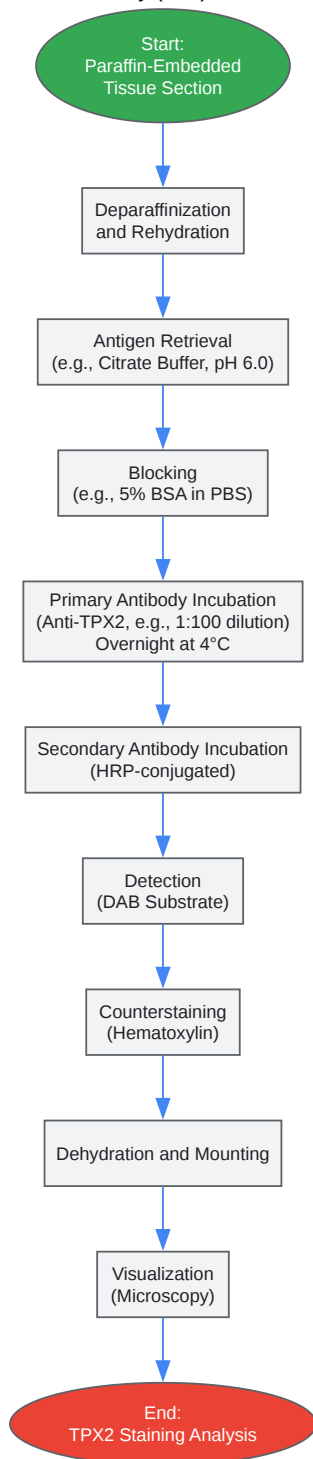 Start:
Paraffin-Embedded
Tissue Section
Deparaffinization
and Rehydration
Antigen Retrieval
(e.g., Citrate Buffer, pH 6.0)
Blocking
(e.g., 5% BSA in PBS)
Primary Antibody Incubation
(Anti-TPX2, e.g., 1:100 dilution)
Overnight at 4°C
Secondary Antibody Incubation
(HRP-conjugated)
Detection
(DAB Substrate)
Counterstaining
(Hematoxylin)
Dehydration and Mounting
Visualization
(Microscopy)
End:
TPX2 Staining Analysis